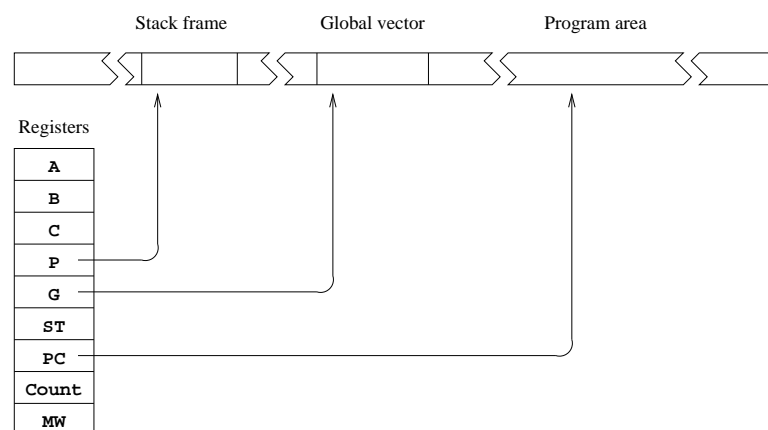 Stack frame Global vector Program area
Registers
A
B
C
P
G
ST
PC
Count
MW